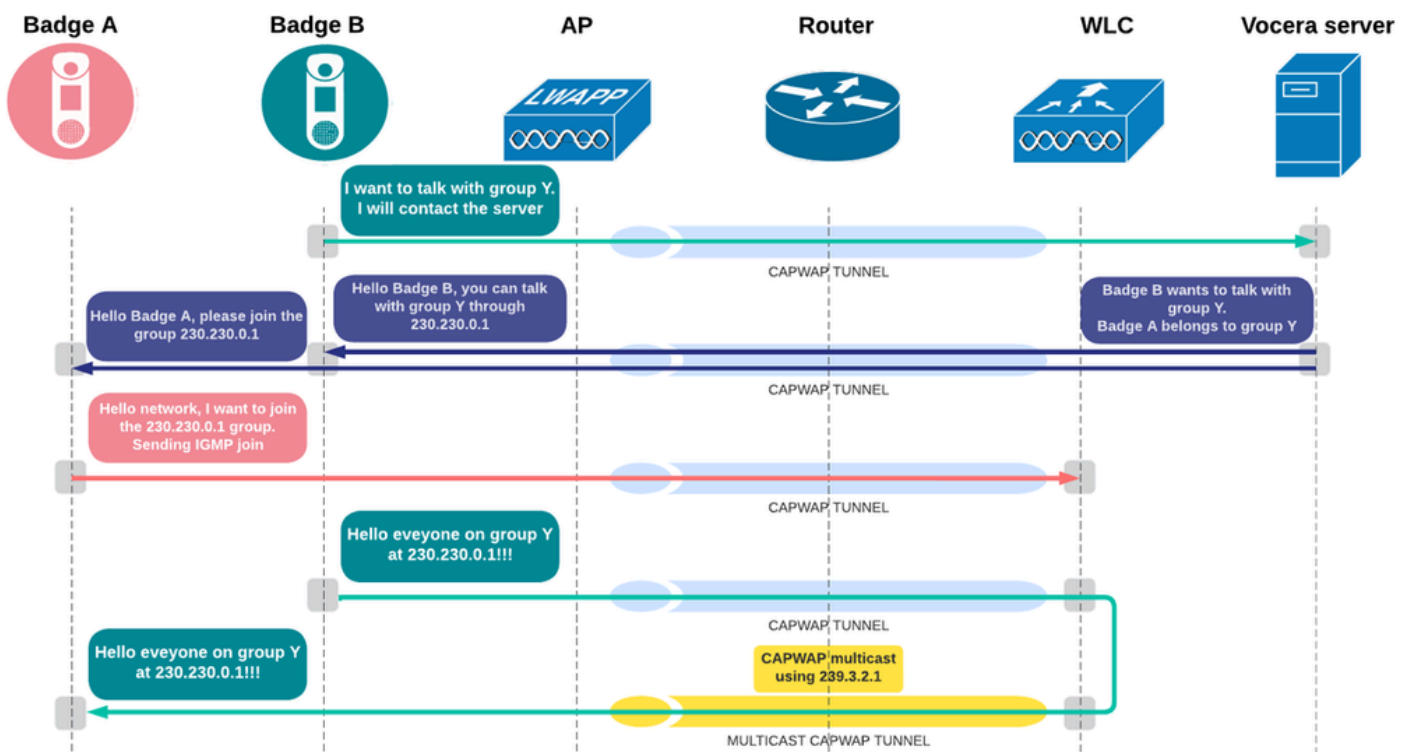 Badge A
Badge B
AP
Router
WLC
Vocera server
LWAPP
I want to talk with group Y.
I will contact the server
CAPWAP TUNNEL
Hello Badge A, please join the
group 230.230.0.1
Hello Badge B, you can talk
with group Y through
230.230.0.1
Badge B wants to talk with
group Y.
Badge A belongs to group Y
CAPWAP TUNNEL
Hello network, I want to join
the 230.230.0.1 group.
Sending IGMP join
CAPWAP TUNNEL
Hello eveyone on group Y
at 230.230.0.1!!!
CAPWAP TUNNEL
Hello eveyone on group Y
at 230.230.0.1!!!
CAPWAP multicast
using 239.3.2.1
MULTICAST CAPWAP TUNNEL